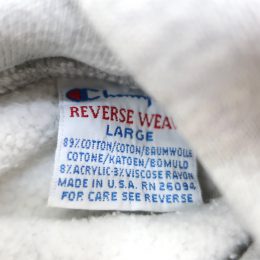 Champ
REVERSE WEA
LARGE
89% COTTON/COTON/BAUMWOLLE
COTONE/KATOEN/BOMULD
8% ACRYLIC-3% VISCOSE RAYON
MADE IN U.S.A. RN 26094
FOR CARE SEE REVERSE